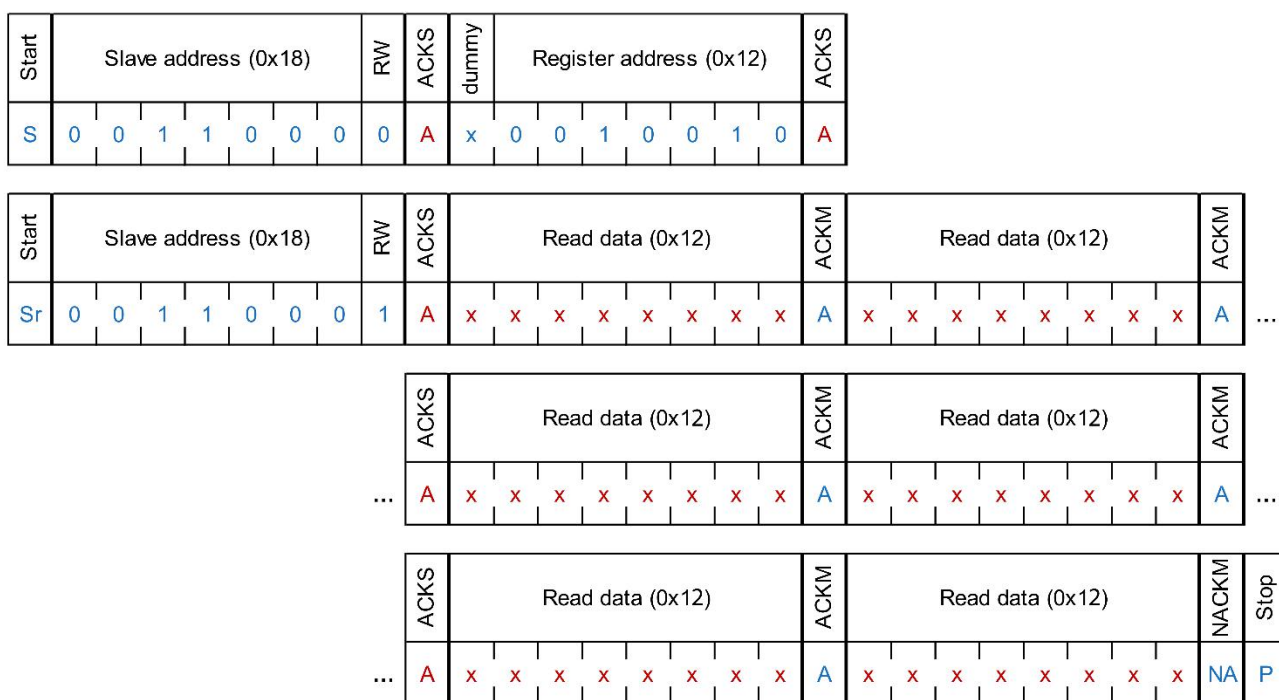 Start Slave address (0x18) RW ACKS dummy Register address (0x12) ACKS
S 0 0 1 1 0 0 0 0 A x 0 0 1 0 0 1 0 A
Start Slave address (0x18) RW ACKS Read data (0x12) ACKM Read data (0x12) ACKM
Sr 0 0 1 1 0 0 0 1 A x x x x x x x x A x x x x x x x x A ...
ACKS Read data (0x12) ACKM Read data (0x12) ACKM
... A x x x x x x x x A x x x x x x x x A ...
ACKS Read data (0x12) ACKM Read data (0x12) NACKM Stop
... A x x x x x x x x A x x x x x x x x NA P